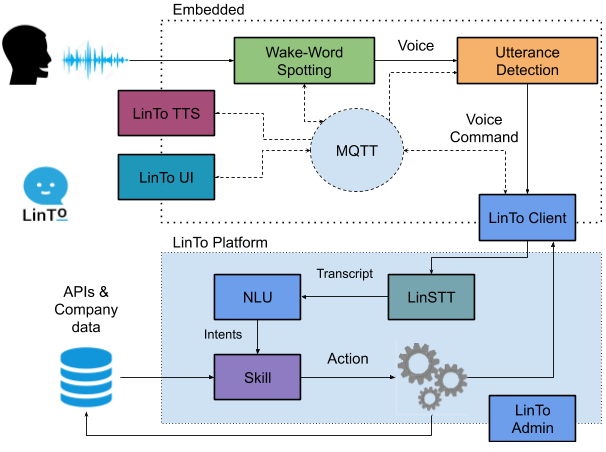 Embedded
Wake-Word
Spotting
Voice
Utterance
Detection
LinTo TTS
MQTT
Voice
Command
LinTo UI
LinTO
LinTo Client
LinTo Platform
Transcript
APIs &
Company
data
NLU
LinSTT
Intents
Skill
Action
LinTo
Admin